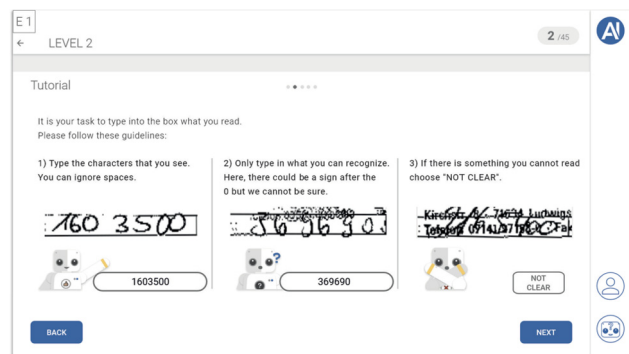 E 1
LEVEL 2
2 /45
AI
Tutorial
It is your task to type into the box what you read.
Please follow these guidelines:
1) Type the characters that you see.
You can ignore spaces.
160 3500
1603500
2) Only type in what you can recognize.
Here, there could be a sign after the
0 but we cannot be sure.
369690
3) If there is something you cannot read
choose "NOT CLEAR".
NOT
CLEAR
BACK
NEXT